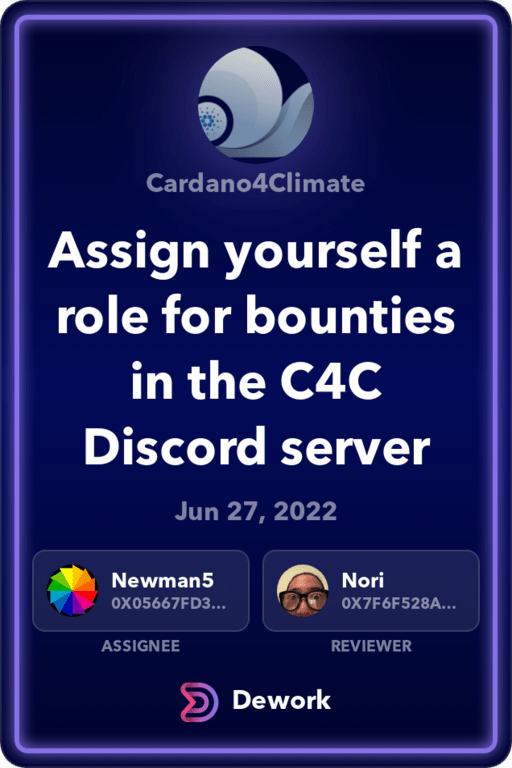 Cardano4Climate
Assign yourself a
role for bounties
in the C4C
Discord server
Jun 27, 2022
Newman5
0X05667FD3...
ASSIGNEE
Nori
0X7F6F528A...
REVIEWER
Dework